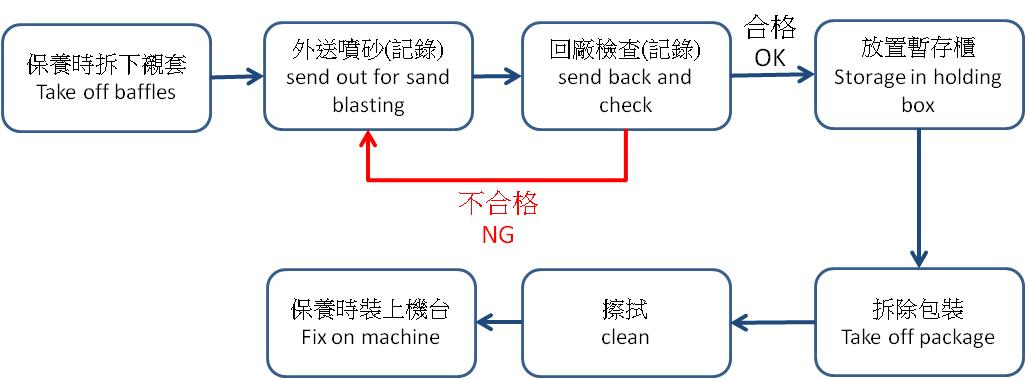 保養時拆下襯套
Take off baffles
外送噴砂(記錄)
send out for sand
blasting
回廠檢查(記錄)
send back and
check
合格
OK
放置暫存櫃
Storage in holding
box
不合格
NG
拆除包裝
Take off package
擦拭
clean
保養時裝上機台
Fix on machine